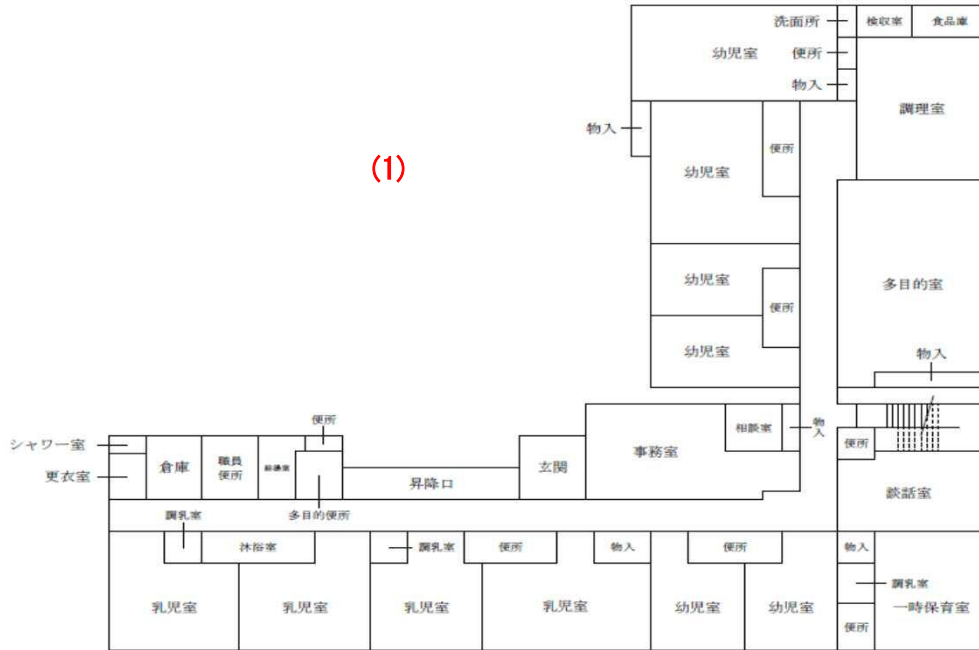 洗面所
検収室
食品庫
幼児室
便所
物入
調理室
物入
(1)
便所
幼児室
幼児室
便所
多目的室
幼児室
物入
便所
相談室
物入
シャワー室
更衣室
倉庫
職員
便所
玄関
事務室
便所
昇降口
談話室
調乳室
多目的便所
沐浴室
調乳室
便所
物入
便所
物入
調乳室
乳児室
乳児室
乳児室
乳児室
幼児室
幼児室
一時保育室
便所